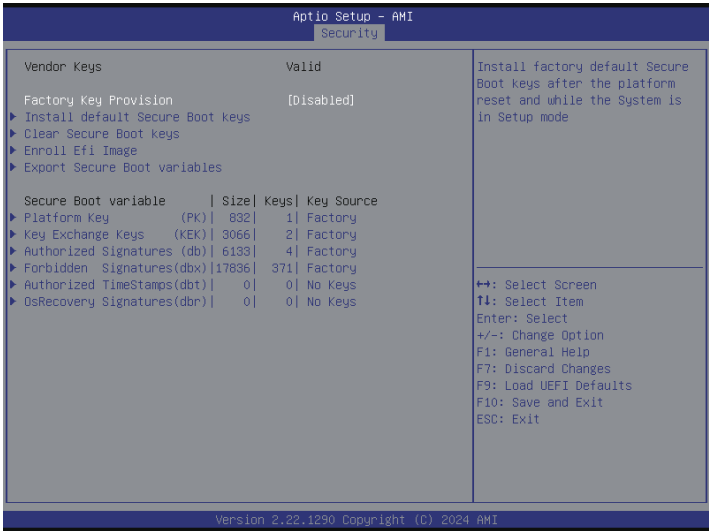 Aptio Setup – AMI
Security
Vendor Keys Valid
Factory Key Provision [Disabled]
Install default Secure Boot keys
Clear Secure Boot keys
Enroll Efi Image
Export Secure Boot variables
Secure Boot variable | Size| Keys| Key Source
Platform Key (PK)| 832| 1| Factory
Key Exchange Keys (KEK)| 3066| 2| Factory
Authorized Signatures (db)| 6133| 4| Factory
Forbidden Signatures(dbx)|17836| 371| Factory
Authorized TimeStamps(dbt)| 0| 0| No Keys
OsRecovery Signatures(dbr)| 0| 0| No Keys
Install factory default Secure
Boot keys after the platform
reset and while the System is
in Setup mode
↔: Select Screen
↑↓: Select Item
Enter: Select
+/-: Change Option
F1: General Help
F7: Discard Changes
F9: Load UEFI Defaults
F10: Save and Exit
ESC: Exit
Version 2.22.1290 Copyright (C) 2024 AMI